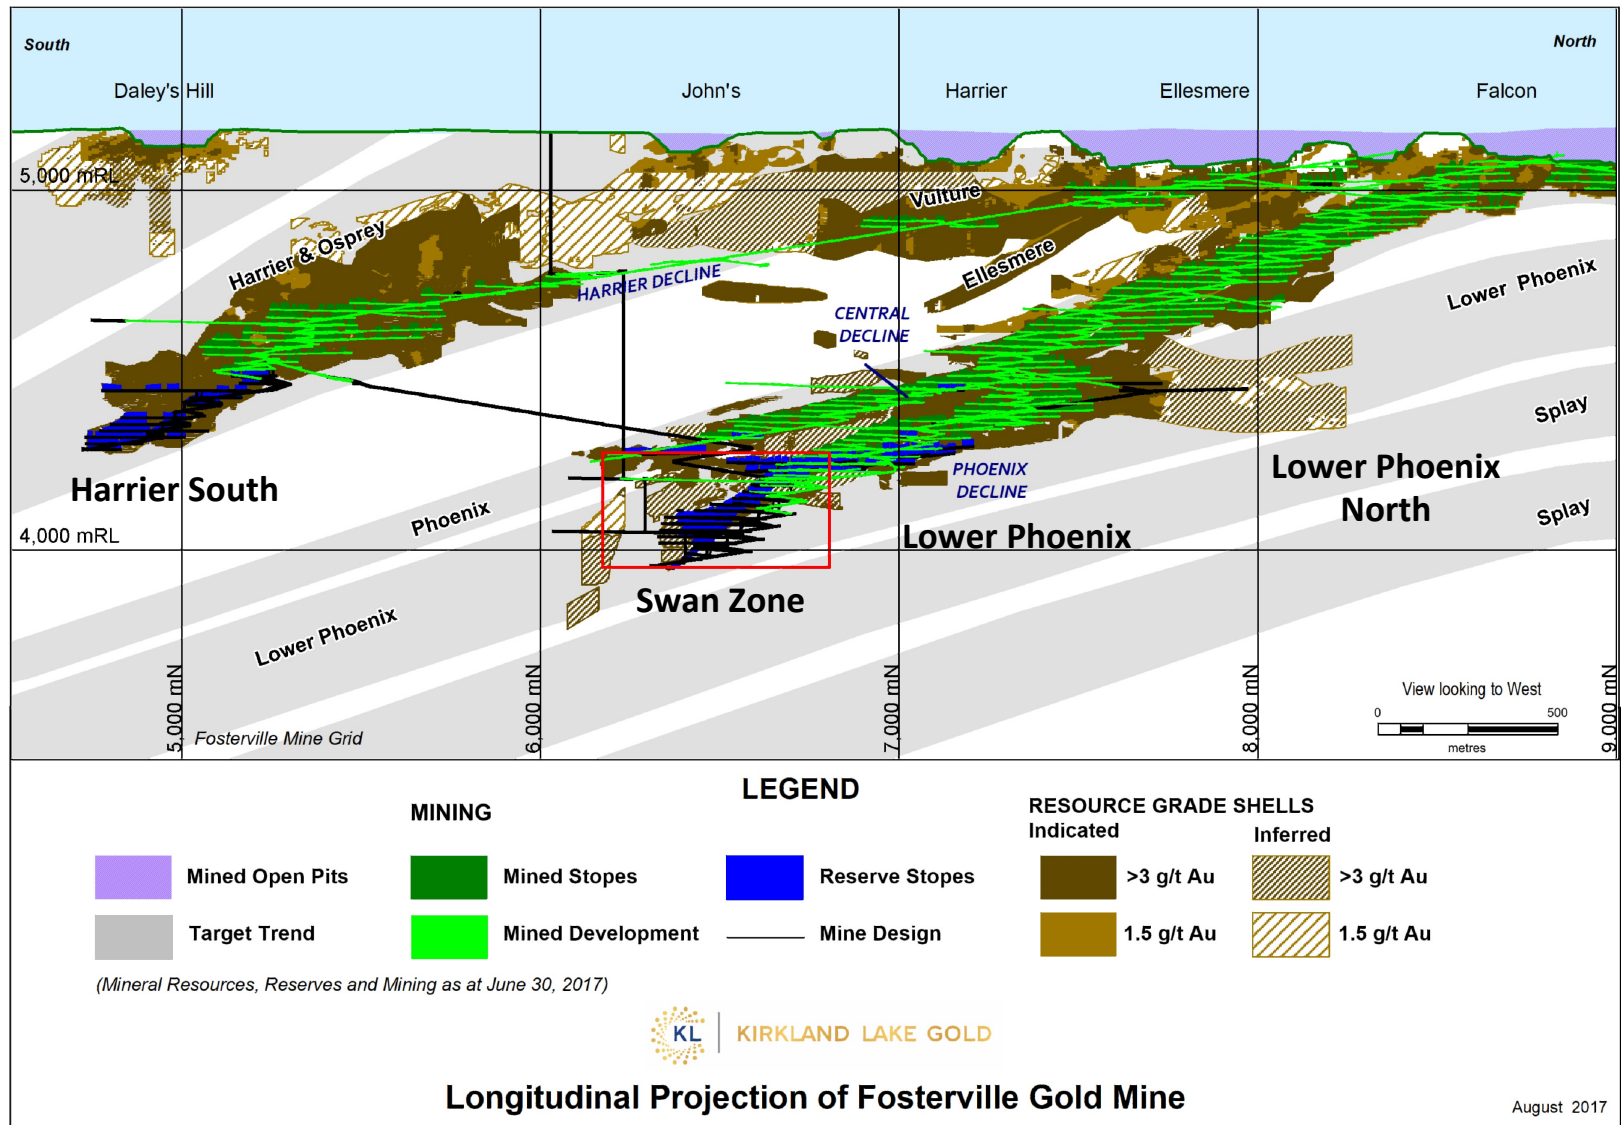 South
North
Daley's Hill
John's
Harrier
Ellesmere
Falcon
5,000 mRL
Vulture
Harrier & Osprey
Ellesmere
HARRIER DECLINE
Lower Phoenix
CENTRAL
DECLINE
Splay
PHOENIX
DECLINE
Lower Phoenix
North
Harrier South
Phoenix
Splay
4,000 mRL
Lower Phoenix
Swan Zone
Lower Phoenix
5,000 mN
6,000 mN
7,000 mN
8,000 mN
9,000 mN
View looking to West
0 500
metres
Fosterville Mine Grid
LEGEND
MINING
RESOURCE GRADE SHELLS
Indicated
Inferred
Mined Open Pits
Mined Stopes
Reserve Stopes
>3 g/t Au
>3 g/t Au
Target Trend
Mined Development
Mine Design
1.5 g/t Au
1.5 g/t Au
(Mineral Resources, Reserves and Mining as at June 30, 2017)
KL
KIRKLAND LAKE GOLD
Longitudinal Projection of Fosterville Gold Mine
August 2017